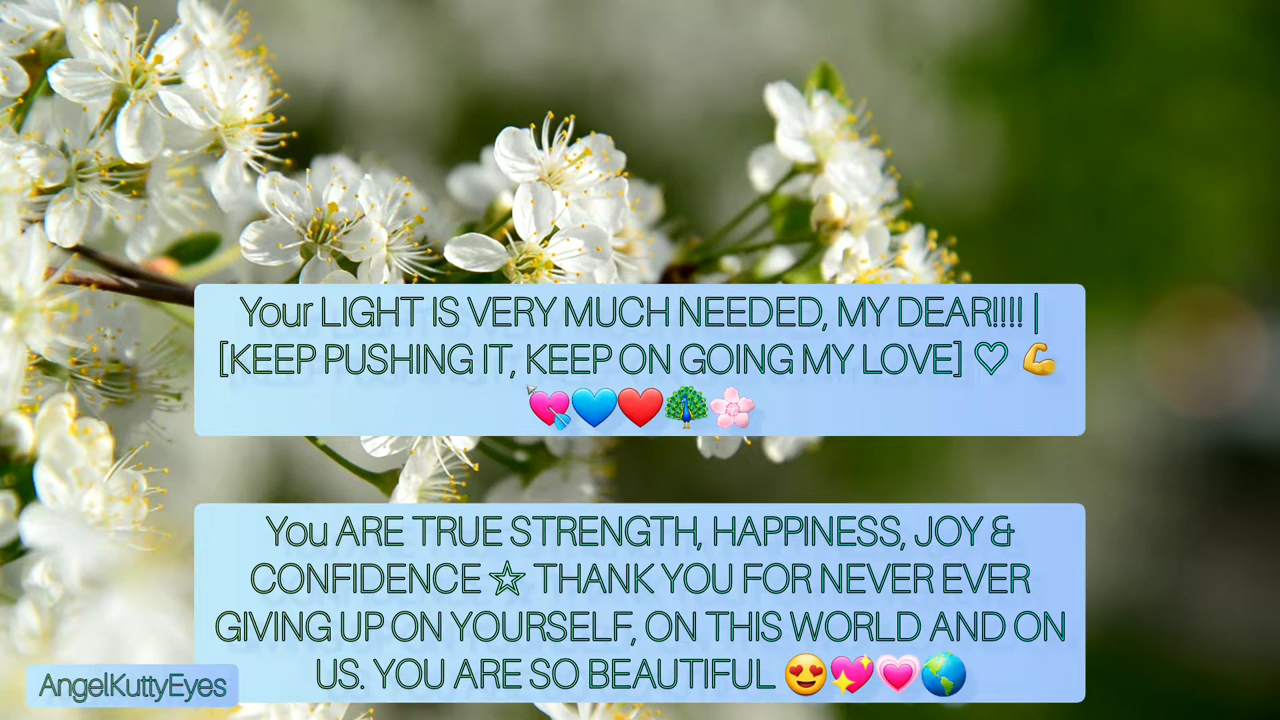 Your LIGHT IS VERY MUCH NEEDED, MY DEAR!!!! |
[KEEP PUSHING IT, KEEP ON GOING MY LOVE] ♡ 💪
💘💙❤️🦚🌸
You ARE TRUE STRENGTH, HAPPINESS, JOY &
CONFIDENCE ☆ THANK YOU FOR NEVER EVER
GIVING UP ON YOURSELF, ON THIS WORLD AND ON
US. YOU ARE SO BEAUTIFUL 😍💖💗🌎
AngelKuttyEyes